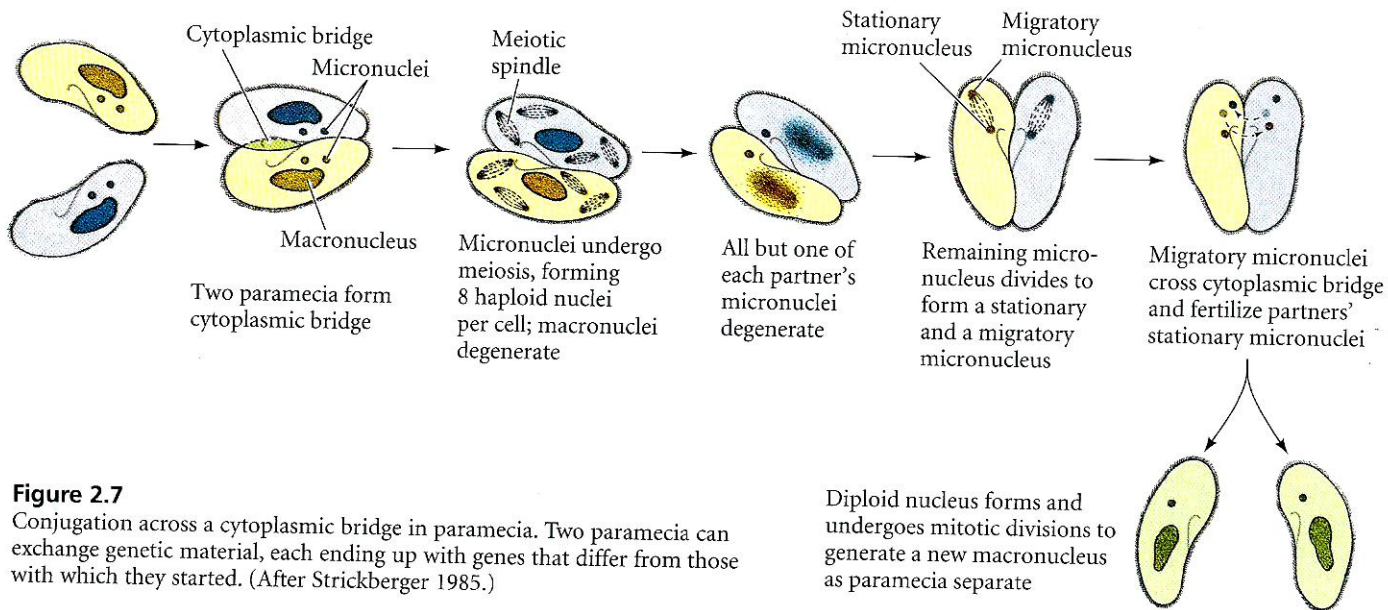 Cytoplasmic bridge
Micronuclei
Macronucleus
Two paramecia form
cytoplasmic bridge
Meiotic
spindle
Micronuclei undergo
meiosis, forming
8 haploid nuclei
per cell; macronuclei
degenerate
All but one of
each partner's
micronuclei
degenerate
Stationary
micronucleus
Migratory
micronucleus
Remaining micro-
nucleus divides to
form a stationary
and a migratory
micronucleus
Migratory micronuclei
cross cytoplasmic bridge
and fertilize partners'
stationary micronuclei
Diploid nucleus forms and
undergoes mitotic divisions to
generate a new macronucleus
as paramecia separate
Figure 2.7
Conjugation across a cytoplasmic bridge in paramecia. Two paramecia can
exchange genetic material, each ending up with genes that differ from those
with which they started. (After Strickberger 1985.)